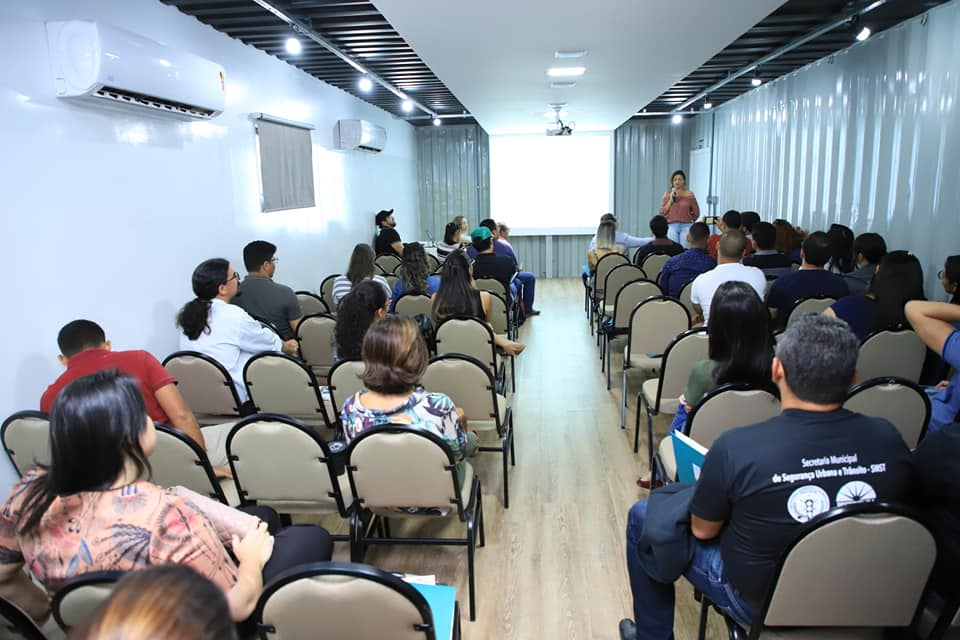 Secretaria Municipal
de Segurança Urbana e Trânsito - SMST